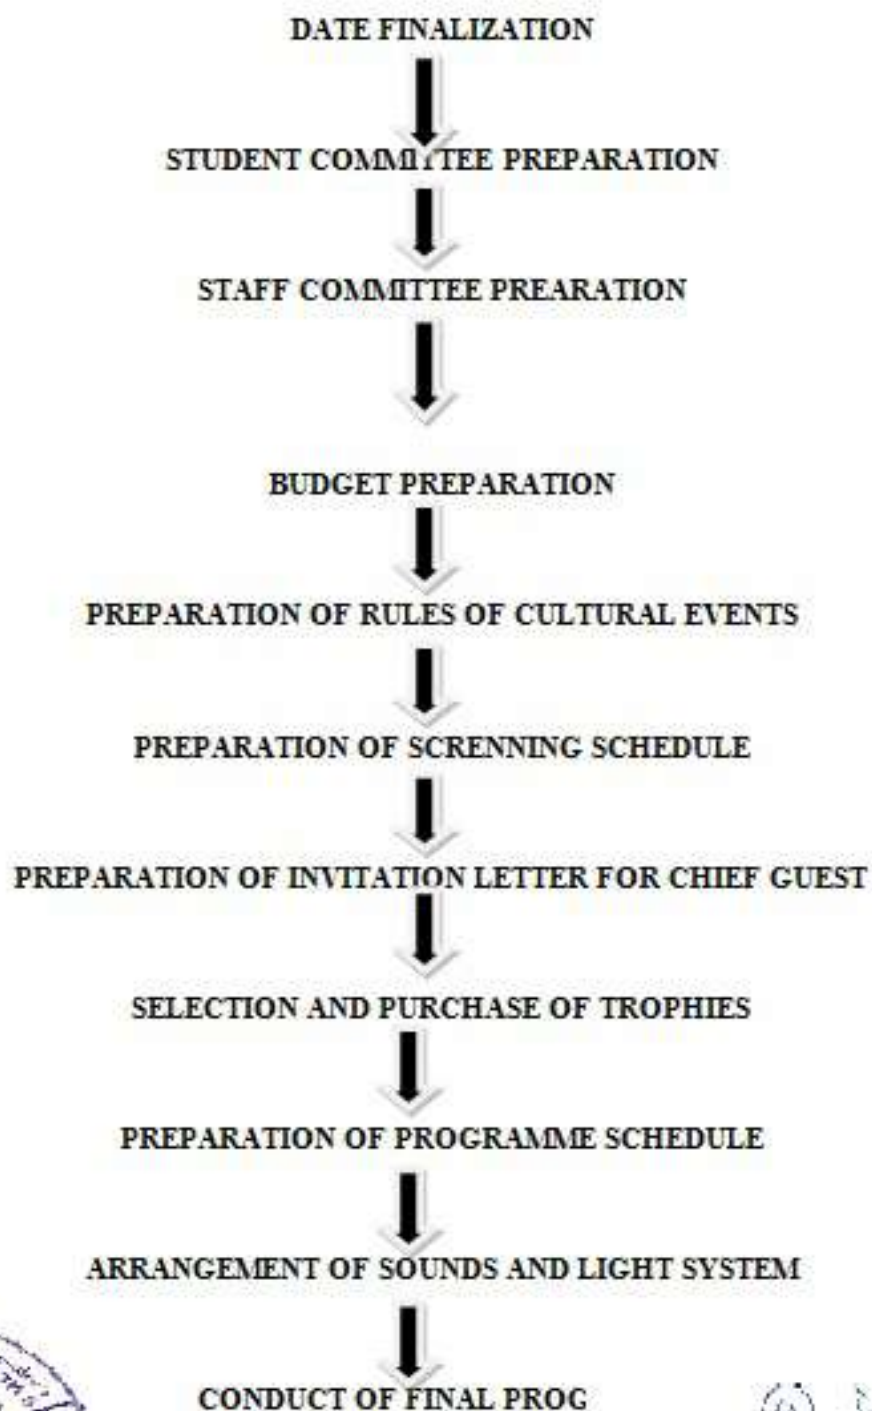 DATE FINALIZATION
STUDENT COMMITTEE PREPARATION
STAFF COMMITTEE PREARATION
BUDGET PREPARATION
PREPARATION OF RULES OF CULTURAL EVENTS
PREPARATION OF SCRENNING SCHEDULE
PREPARATION OF INVITATION LETTER FOR CHIEF GUEST
SELECTION AND PURCHASE OF TROPHIES
PREPARATION OF PROGRAMME SCHEDULE
ARRANGEMENT OF SOUNDS AND LIGHT SYSTEM
CONDUCT OF FINAL PROG